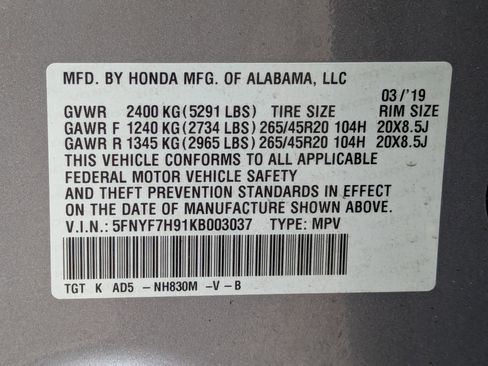 MFD. BY HONDA MFG. OF ALABAMA, LLC
03/'19
GVWR 2400 KG(5291 LBS) TIRE SIZE RIM SIZE
GAWR F 1240 KG(2734 LBS) 265/45R20 104H 20X8.5J
GAWR R 1345 KG(2965 LBS) 265/45R20 104H 20X8.5J
THIS VEHICLE CONFORMS TO ALL APPLICABLE
FEDERAL MOTOR VEHICLE SAFETY
AND THEFT PREVENTION STANDARDS IN EFFECT
ON THE DATE OF MANUFACTURE SHOWN ABOVE.
V.I.N.: 5FNYF7H91KB003037 TYPE: MPV
TGT K AD5 -NH830M -V-B